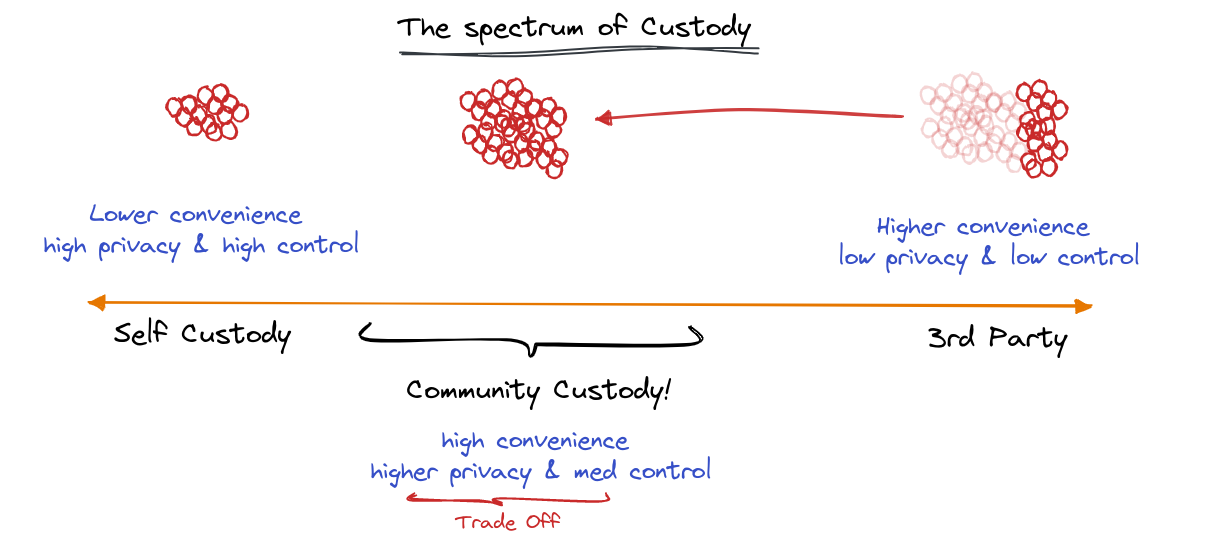 The spectrum of Custody
Lower convenience
high privacy & high control
Higher convenience
low privacy & low control
Self Custody
3rd Party
Community Custody!
high convenience
higher privacy & med control
Trade Off